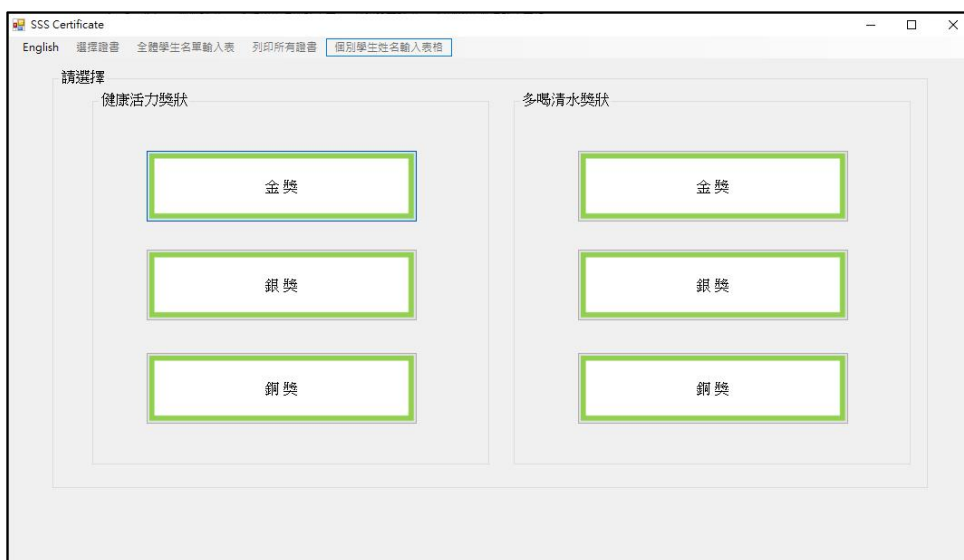 SSS Certificate
English 選擇證書 全體學生名單輸入表 列印所有證書 個別學生姓名輸入表格
請選擇
健康活力獎狀 多喝清水獎狀
金獎 金獎
銀獎 銀獎
銅獎 銅獎